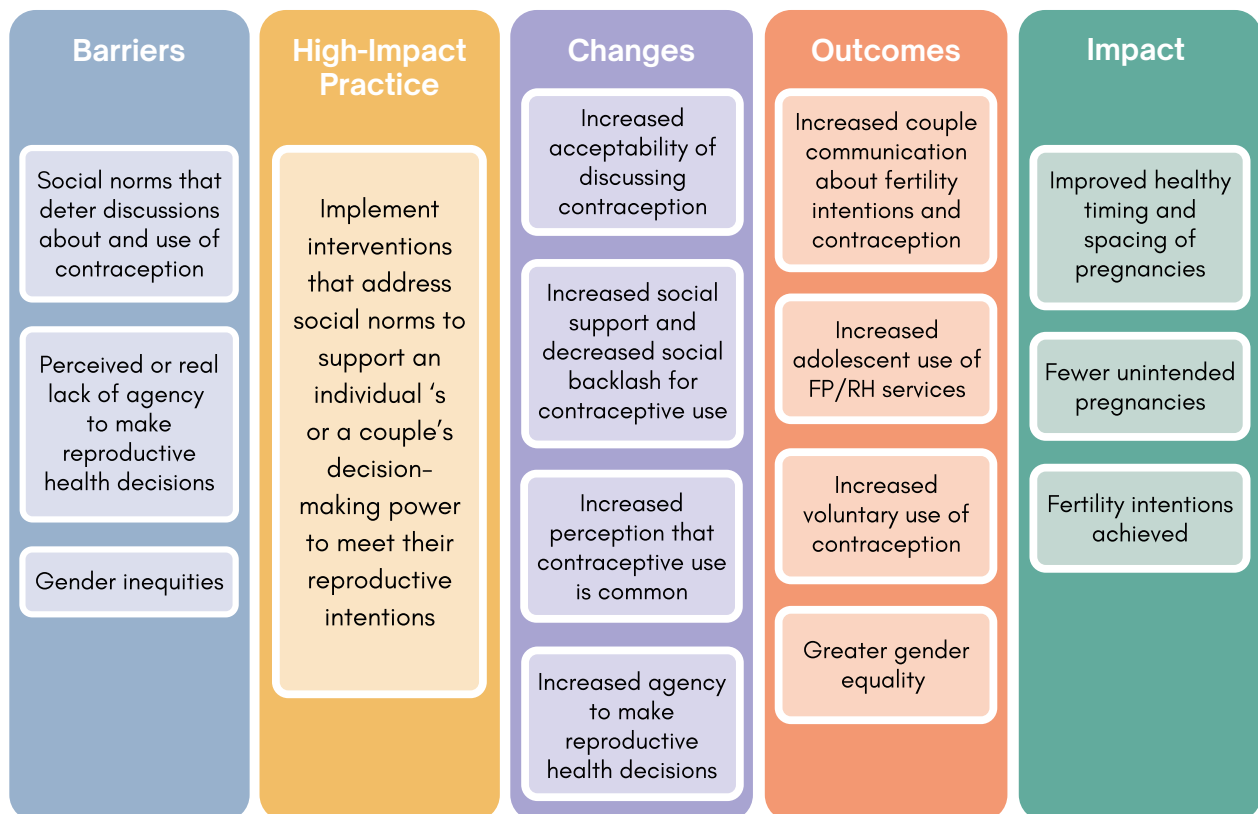 Barriers
Social norms that
deter discussions
about and use of
contraception
Perceived or real
lack of agency
to make
reproductive
health decisions
Gender inequities
High-Impact
Practice
Implement
interventions
that address
social norms to
support an
individual ‘s
or a couple’s
decision-
making power
to meet their
reproductive
intentions
Changes
Increased
acceptability of
discussing
contraception
Increased social
support and
decreased social
backlash for
contraceptive use
Increased
perception that
contraceptive use
is common
Increased agency
to make
reproductive
health decisions
Outcomes
Increased couple
communication
about fertility
intentions and
contraception
Increased
adolescent use of
FP/RH services
Increased
voluntary use of
contraception
Greater gender
equality
Impact
Improved healthy
timing and
spacing of
pregnancies
Fewer unintended
pregnancies
Fertility intentions
achieved